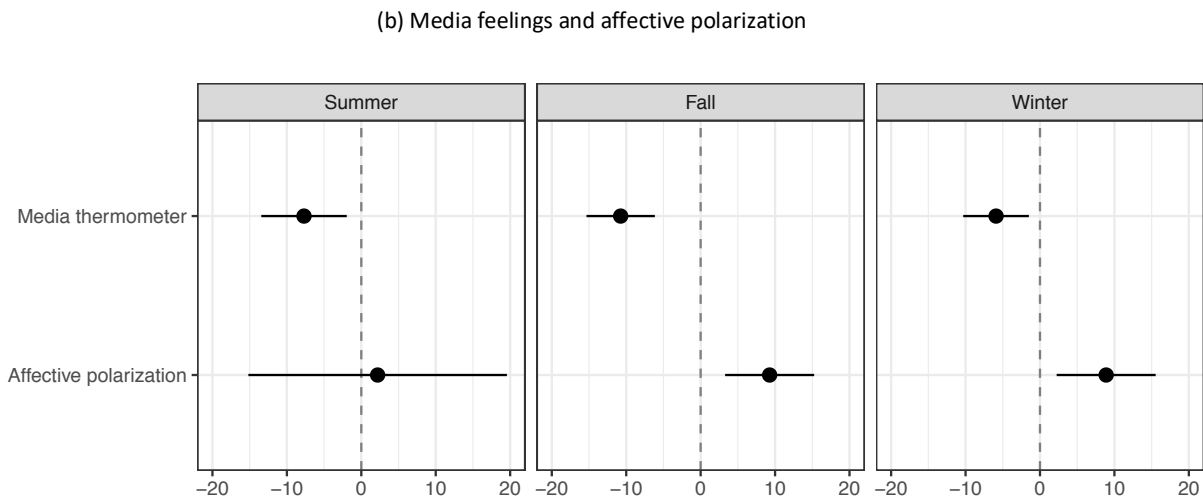 (b) Media feelings and affective polarization
Summer Fall Winter
Media thermometer
Affective polarization
−20 −10 0 10 20 −20 −10 0 10 20 −20 −10 0 10 20